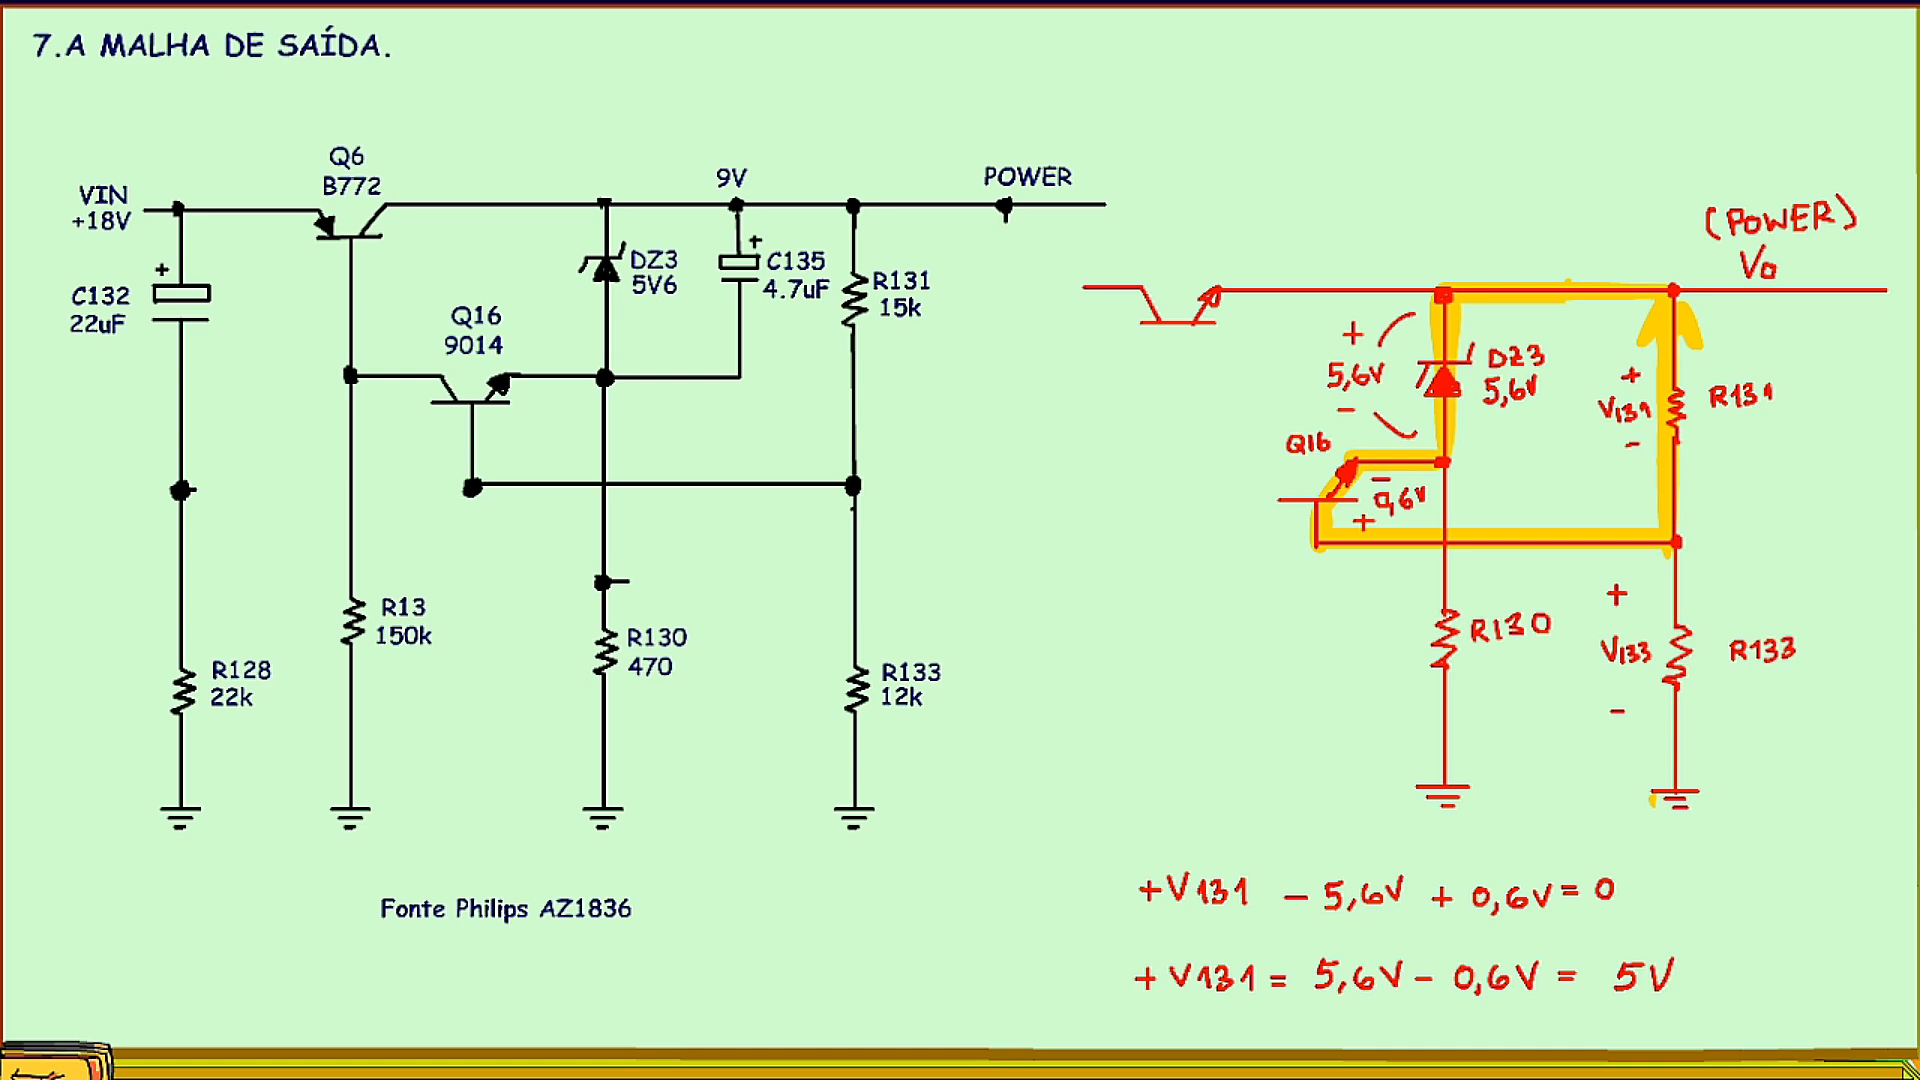 7.A MALHA DE SAÍDA.
Q6
B772
VIN
+18V
9V
POWER
+
C132
22uF
Q16
9014
DZ3
5V6
+
C135
4.7uF
R131
15k
R13
150k
R130
470
R128
22k
R133
12k
Fonte Philips AZ1836
(POWER)
Vo
+
5,6V
-
DZ3
5,6V
+
V131
-
R131
Q16
-
0,6V
+
R130
+
V133
-
R133
+V131 - 5,6V + 0,6V = 0
+V131 = 5,6V - 0,6V = 5V